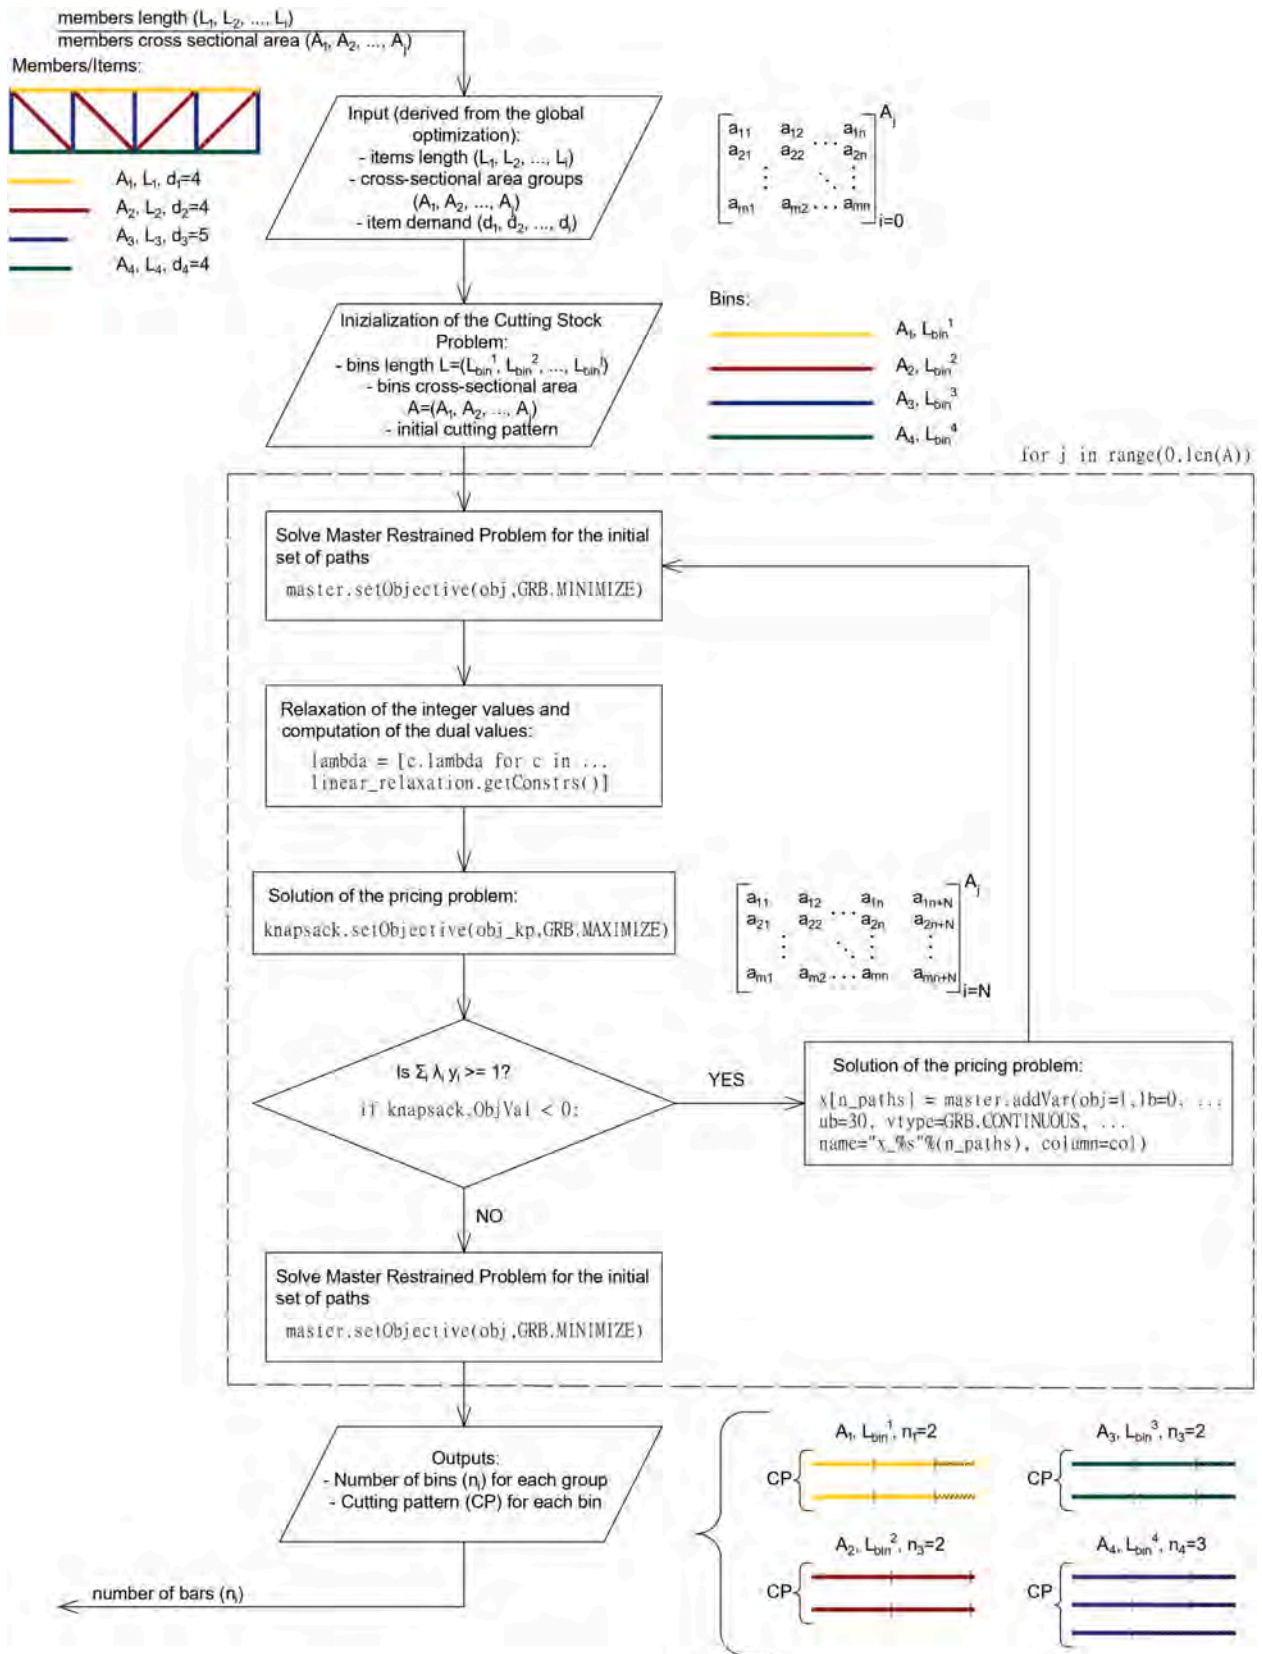 members length (L1, L2, ..., Li)
members cross sectional area (A1, A2, ..., Aj)
Members/Items:
A1, L1, d1=4
A2, L2, d2=4
A3, L3, d3=5
A4, L4, d4=4
Input (derived from the global
optimization):
- items length (L1, L2, ..., Li)
- cross-sectional area groups
(A1, A2, ..., Aj)
- item demand (d1, d2, ..., di)
a11 a12 ... a1n Aj
a21 a22 a2n
am1 am2 ... amn
i=0
Inizialization of the Cutting Stock
Problem:
- bins length L=(Lbin1, Lbin2, ..., Lbini)
- bins cross-sectional area
A=(A1, A2, ..., Aj)
- initial cutting pattern
Bins:
A1, Lbin1
A2, Lbin2
A3, Lbin3
A4, Lbin4
for j in range(0,len(A))
Solve Master Restrained Problem for the initial
set of paths
master.setObjective(obj,GRB.MINIMIZE)
Relaxation of the integer values and
computation of the dual values:
lambda = [c.lambda for c in ...
linear_relaxation.getConstrs()]
Solution of the pricing problem:
knapsack.setObjective(obj_kp,GRB.MAXIMIZE)
a11 a12 ... a1n a1n+N Aj
a21 a22 a2n a2n+N
am1 am2 ... amn amn+N
i=N
Is Σi λi yi >= 1?
if knapsack.ObjVal < 0:
YES
Solution of the pricing problem:
x[n_paths] = master.addVar(obj=1,lb=0, ...
ub=30, vtype=GRB.CONTINUOUS, ...
name="x_%s"%(n_paths), column=col)
NO
Solve Master Restrained Problem for the initial
set of paths
master.setObjective(obj,GRB.MINIMIZE)
Outputs:
- Number of bins (ni) for each group
- Cutting pattern (CP) for each bin
number of bars (ni)
A1, Lbin1, n1=2
CP
A3, Lbin3, n3=2
CP
A2, Lbin2, n3=2
CP
A4, Lbin4, n4=3
CP